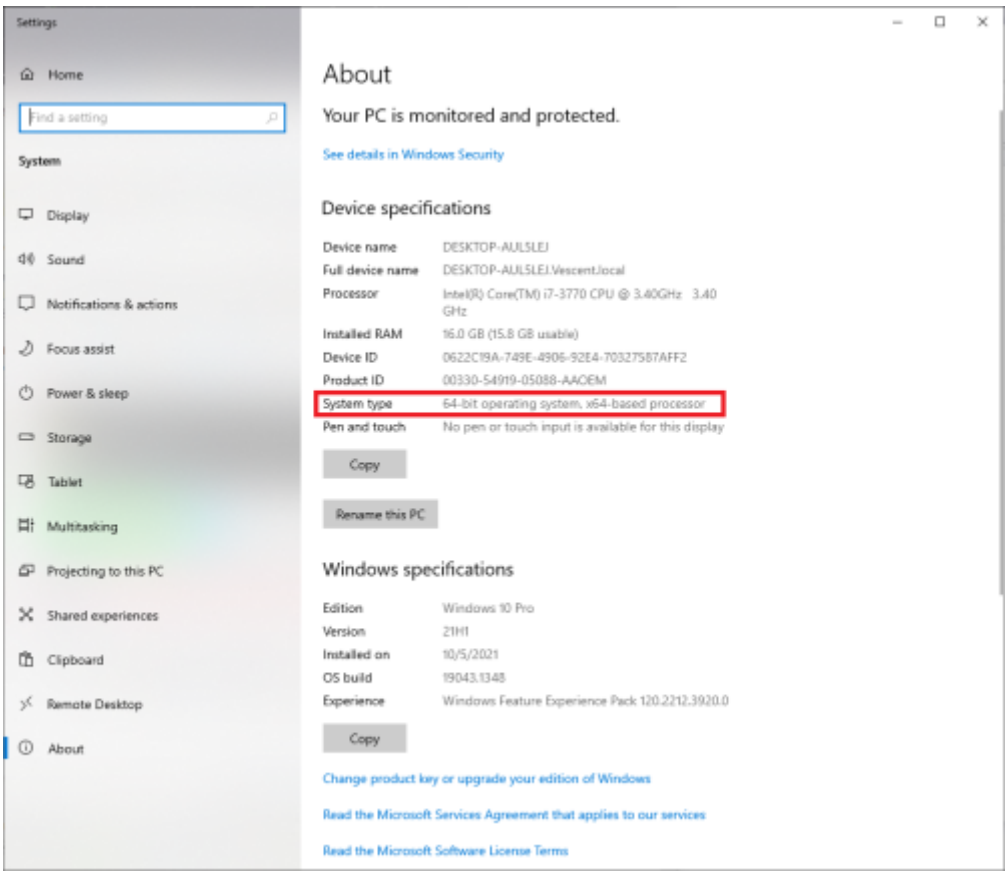 Settings
Home
Find a setting
System
Display
Sound
Notifications & actions
Focus assist
Power & sleep
Storage
Tablet
Multitasking
Projecting to this PC
Shared experiences
Clipboard
Remote Desktop
About
About
Your PC is monitored and protected.
See details in Windows Security
Device specifications
Device name DESKTOP-AUL5LEJ
Full device name DESKTOP-AUL5LEJ.Vescent.local
Processor Intel(R) Core(TM) i7-3770 CPU @ 3.40GHz 3.40
GHz
Installed RAM 16.0 GB (15.8 GB usable)
Device ID 0622C19A-749E-4906-92E4-70327587AFF2
Product ID 00330-54919-05088-AAOEM
System type 64-bit operating system, x64-based processor
Pen and touch No pen or touch input is available for this display
Copy
Rename this PC
Windows specifications
Edition Windows 10 Pro
Version 21H1
Installed on 10/5/2021
OS build 19043.1348
Experience Windows Feature Experience Pack 120.2212.3920.0
Copy
Change product key or upgrade your edition of Windows
Read the Microsoft Services Agreement that applies to our services
Read the Microsoft Software License Terms